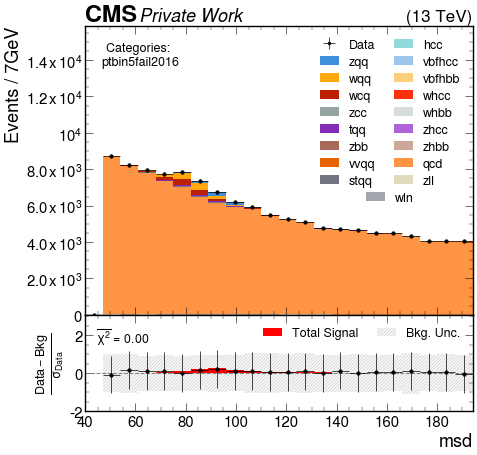 CMS Private Work (13 TeV)
Events / 7GeV
Categories:
ptbin5fail2016
Data
zqq
wqq
wcq
zcc
tqq
zbb
vvqq
stqq
hcc
vbfhcc
vbfhbb
whcc
whbb
zhcc
zhbb
qcd
zll
wln
1.4 x 10⁴
1.2 x 10⁴
10⁴
8.0 x 10³
6.0 x 10³
4.0 x 10³
2.0 x 10³
0
Data − Bkg
σ_Data
χ² = 0.00
Total Signal
Bkg. Unc.
2
0
-2
40 60 80 100 120 140 160 180
msd